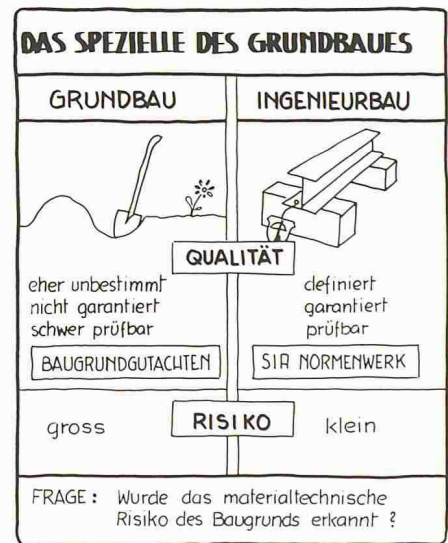 DAS SPEZIELLE DES GRUNDBAUES
GRUNDBAU
INGENIEURBAU
QUALITÄT
eher unbestimmt
nicht garantiert
schwer prüfbar
BAUGRUNDGUTACHTEN
definiert
garantiert
prüfbar
SIA NORMENWERK
gross
RISIKO
klein
FRAGE: Wurde das materialtechnische
Risiko des Baugrunds erkannt ?